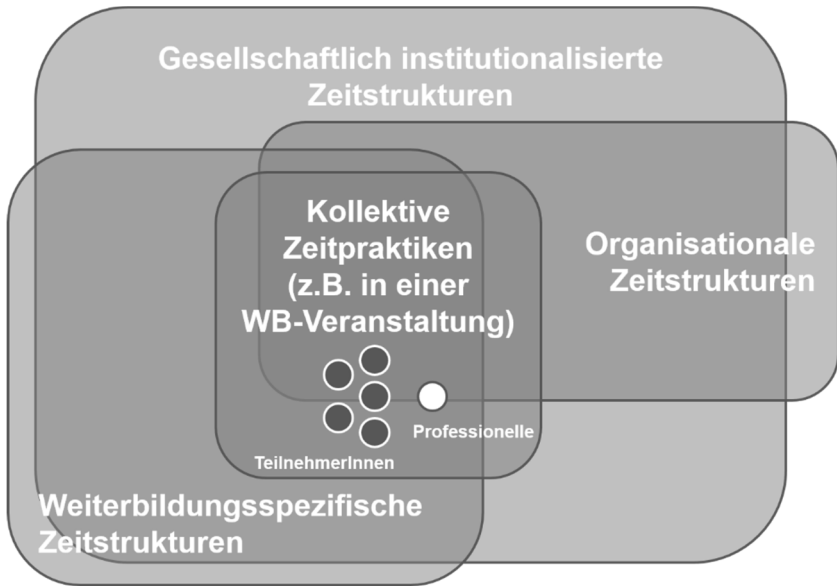 Gesellschaftlich institutionalisierte
Zeitstrukturen
Kollektive
Zeitpraktiken
(z.B. in einer
WB-Veranstaltung)
Organisationale
Zeitstrukturen
Professionelle
TeilnehmerInnen
Weiterbildungsspezifische
Zeitstrukturen